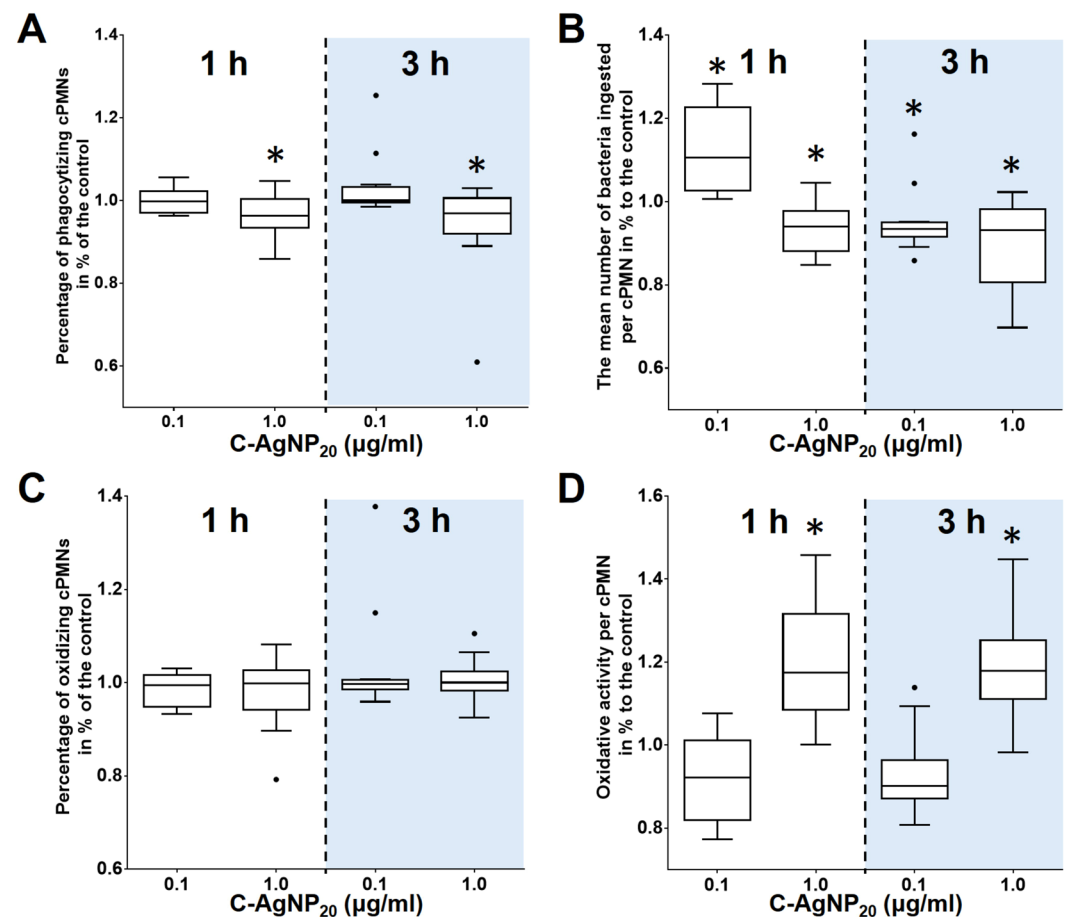 A
Percentage of phagocytizing cPMNs
in % of the control
1.4
1.2
1.0
0.8
0.6
1 h
3 h
*
*
0.1
1.0
0.1
1.0
C-AgNP20 (µg/ml)
B
The mean number of bacteria ingested
per cPMN in % to the control
1.4
1.2
1.0
0.8
0.6
* 1 h
3 h
*
*
*
0.1
1.0
0.1
1.0
C-AgNP20 (µg/ml)
C
Percentage of oxidizing cPMNs
in % of the control
1.4
1.2
1.0
0.8
0.6
1 h
3 h
0.1
1.0
0.1
1.0
C-AgNP20 (µg/ml)
D
Oxidative activity per cPMN
in % to the control
1.6
1.4
1.2
1.0
0.8
1 h *
3 h *
0.1
1.0
0.1
1.0
C-AgNP20 (µg/ml)